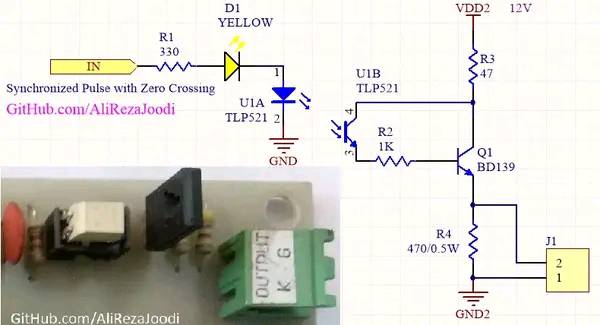 D1
YELLOW
VDD2 12V
R1
330
IN
Synchronized Pulse with Zero Crossing
GitHub.com/AliRezaJoodi
1
U1A
TLP521
2
GND
U1B
TLP521
4
3
R2
1K
R3
47
Q1
BD139
R4
470/0.5W
J1
2
1
GND2
OUTPUT
K G
GitHub.com/AliRezaJoodi